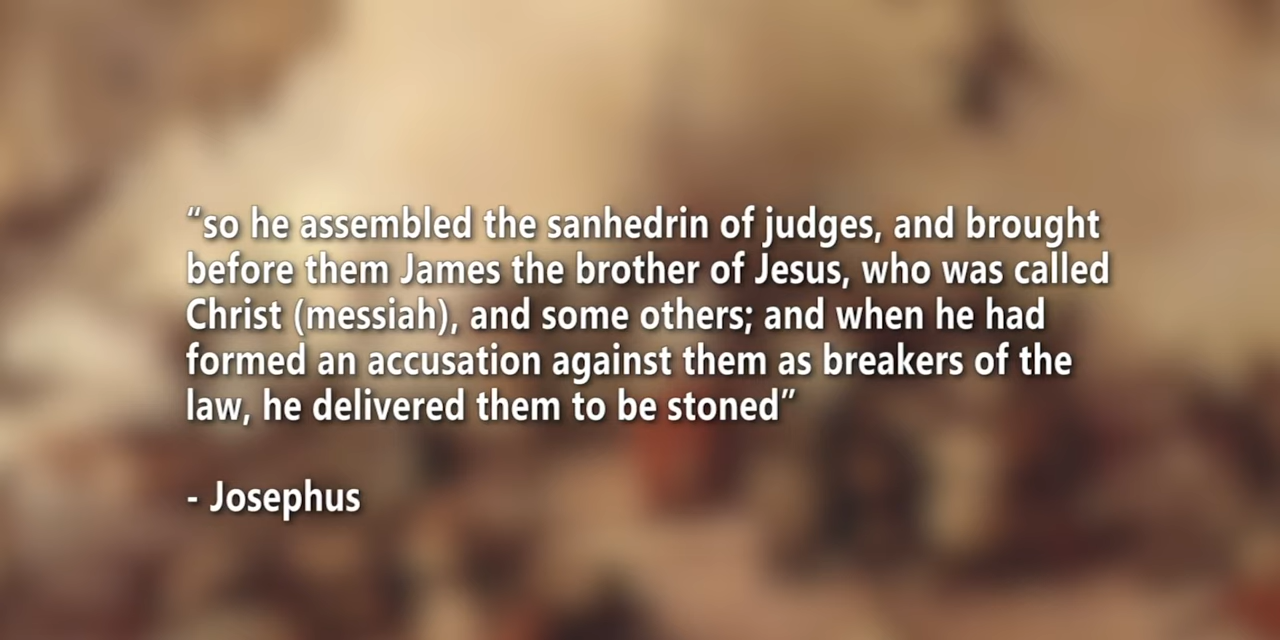 “so he assembled the sanhedrin of judges, and brought
before them James the brother of Jesus, who was called
Christ (messiah), and some others; and when he had
formed an accusation against them as breakers of the
law, he delivered them to be stoned”
- Josephus